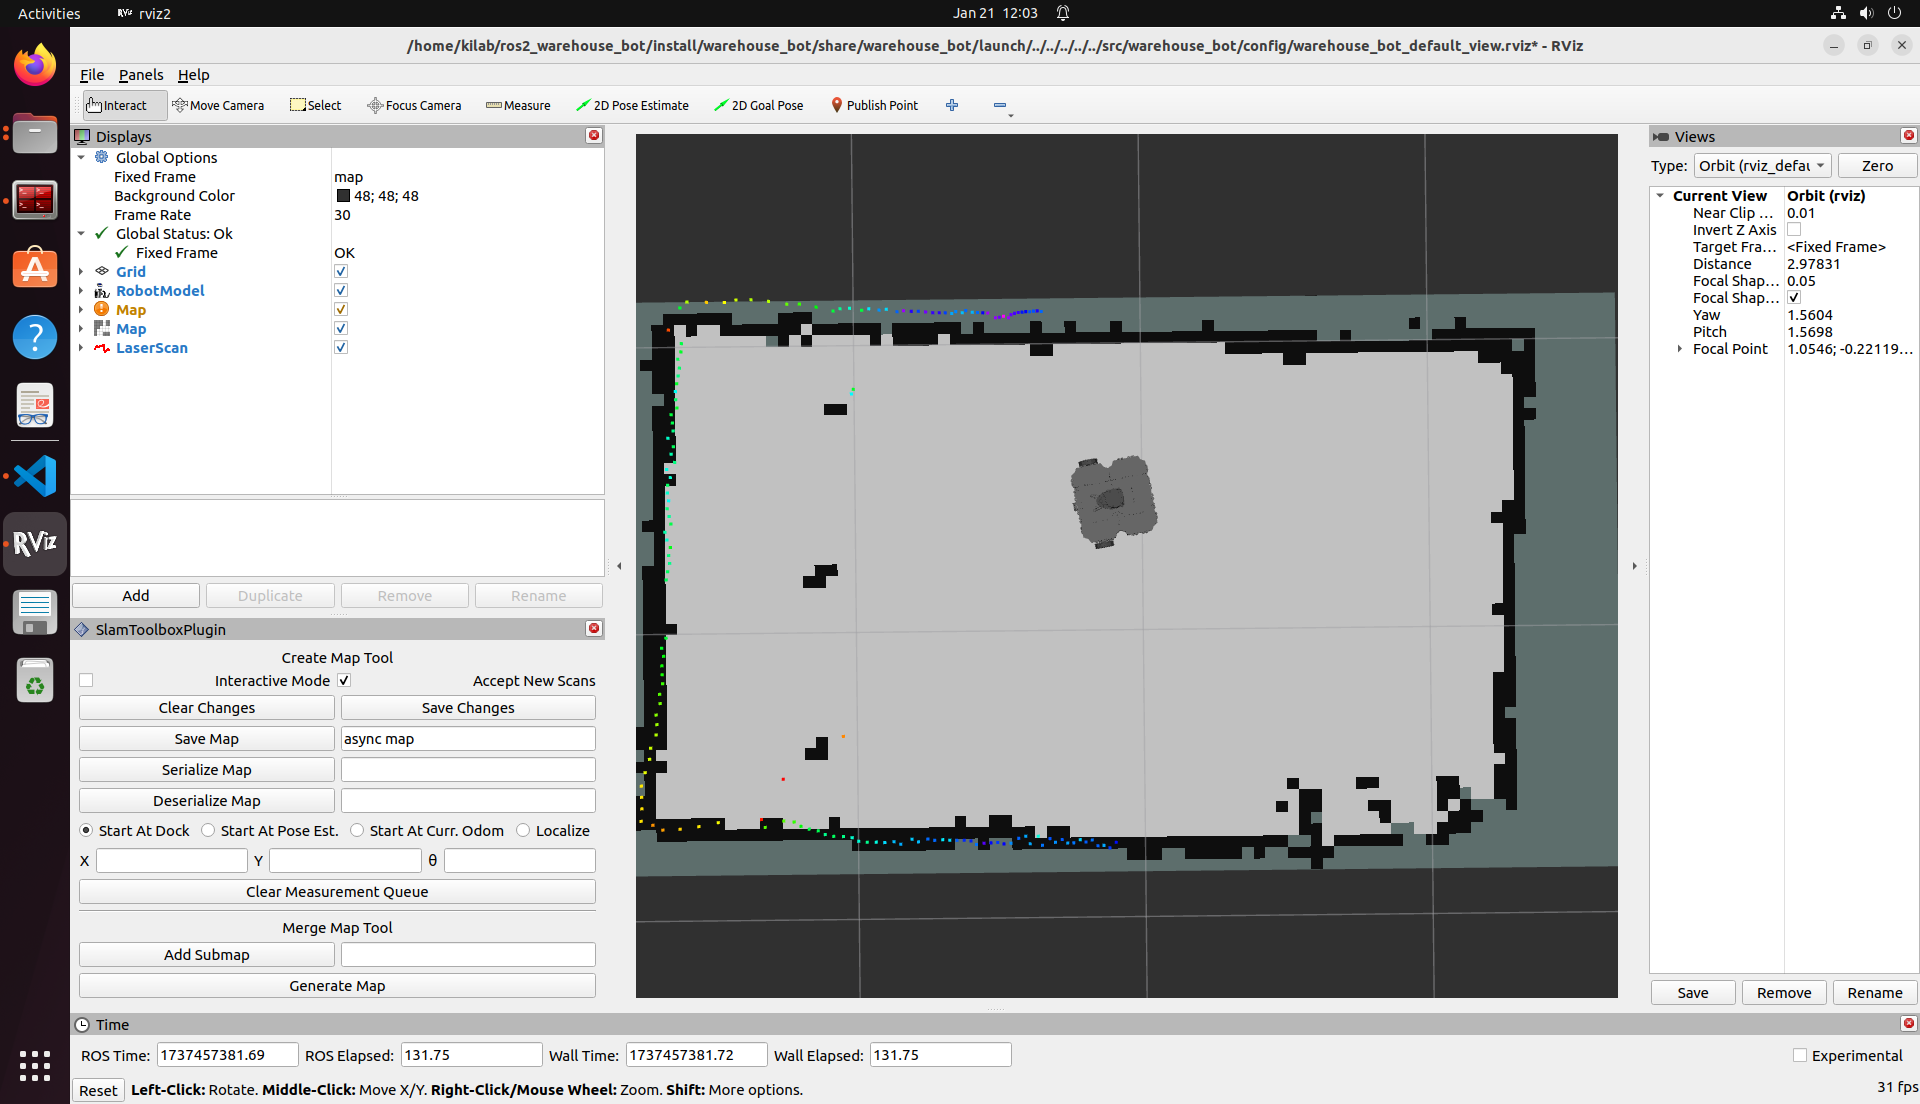 Activities RViz rviz2 Jan 21 12:03
/home/kilab/ros2_warehouse_bot/install/warehouse_bot/share/warehouse_bot/launch/../../../../../src/warehouse_bot/config/warehouse_bot_default_view.rviz* - RViz
File Panels Help
Interact Move Camera Select Focus Camera Measure 2D Pose Estimate 2D Goal Pose Publish Point
Displays
Global Options
Fixed Frame map
Background Color 48; 48; 48
Frame Rate 30
Global Status: Ok
Fixed Frame OK
Grid
RobotModel
Map
Map
LaserScan
Add Duplicate Remove Rename
SlamToolboxPlugin
Create Map Tool
Interactive Mode Accept New Scans
Clear Changes Save Changes
Save Map async map
Serialize Map
Deserialize Map
Start At Dock Start At Pose Est. Start At Curr. Odom Localize
X Y θ
Clear Measurement Queue
Merge Map Tool
Add Submap
Generate Map
Views
Type: Orbit (rviz_defau Zero
Current View Orbit (rviz)
Near Clip ... 0.01
Invert Z Axis
Target Fra... <Fixed Frame>
Distance 2.97831
Focal Shap... 0.05
Focal Shap...
Yaw 1.5604
Pitch 1.5698
Focal Point 1.0546; -0.22119...
Save Remove Rename
RViz
Time
ROS Time: 1737457381.69 ROS Elapsed: 131.75 Wall Time: 1737457381.72 Wall Elapsed: 131.75 Experimental
Reset Left-Click: Rotate. Middle-Click: Move X/Y. Right-Click/Mouse Wheel: Zoom. Shift: More options. 31 fps